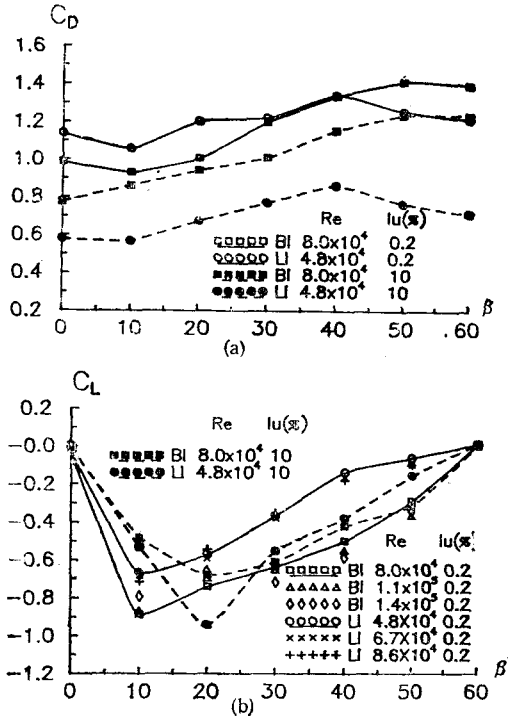 C_D
1.6
1.4
1.2
1.0
0.8
0.6
0.4
0.2
Re Iu(%)
BI 8.0x10^4 0.2
LI 4.8x10^4 0.2
BI 8.0x10^4 10
LI 4.8x10^4 10
0 10 20 30 40 50 60 β
(a)
C_L
0.2
-0.0
-0.2
-0.4
-0.6
-0.8
-1.0
-1.2
Re Iu(%)
BI 8.0x10^4 10
LI 4.8x10^4 10
Re Iu(%)
BI 8.0x10^4 0.2
BI 1.1x10^5 0.2
BI 1.4x10^5 0.2
LI 4.8X10^4 0.2
LI 6.7X10^4 0.2
LI 8.6X10^4 0.2
0 10 20 30 40 50 60 β
(b)